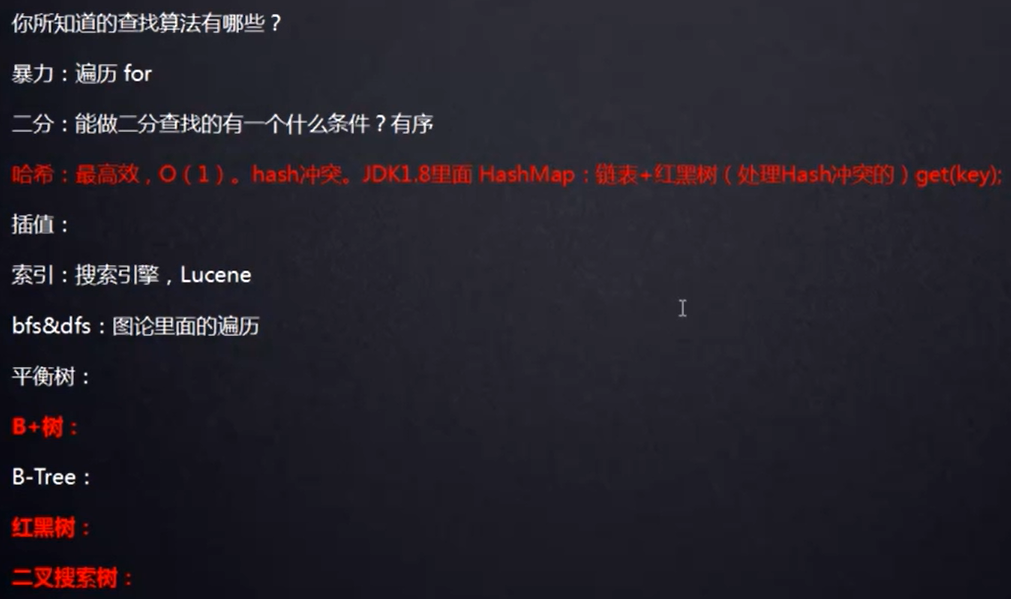 你所知道的查找算法有哪些？
暴力：遍历 for
二分：能做二分查找的有一个什么条件？有序
哈希：最高效，O（1）。hash冲突。JDK1.8里面 HashMap：链表+红黑树（处理Hash冲突的）get(key);
插值：
索引：搜索引擎，Lucene
bfs&dfs：图论里面的遍历
平衡树：
B+树：
B-Tree：
红黑树：
二叉搜索树：